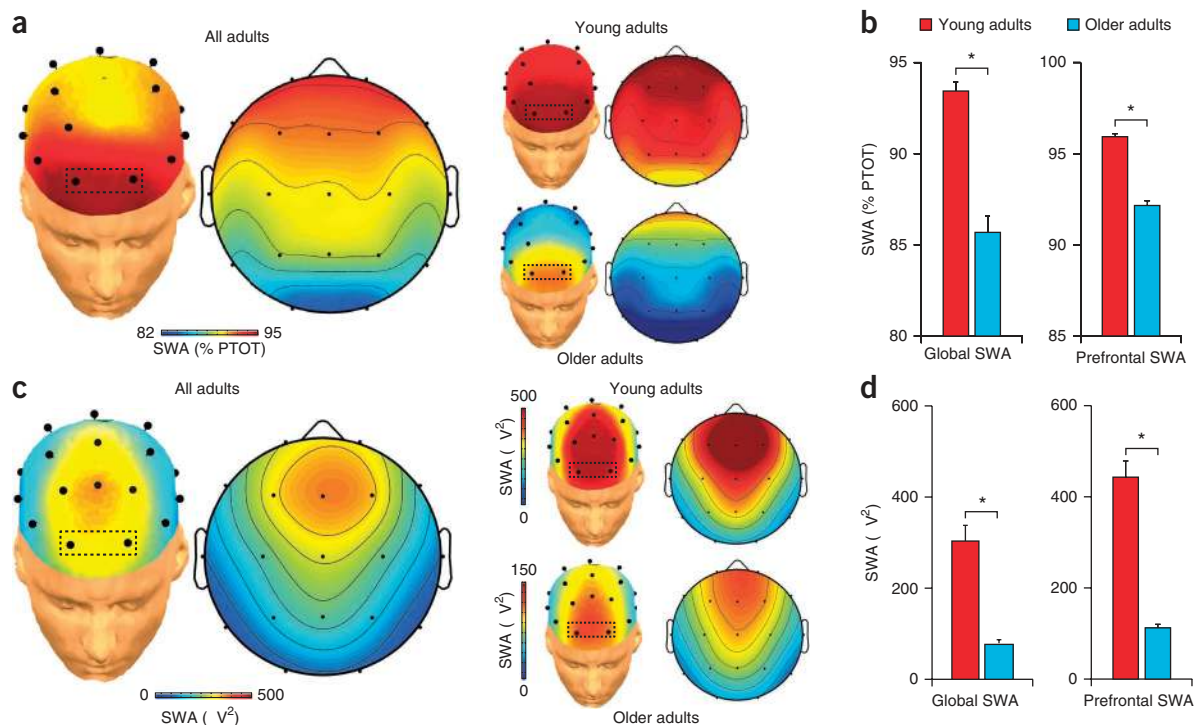 a
All adults
Young adults
82 95
SWA (% PTOT)
Older adults
b
Young adults Older adults
SWA (% PTOT)
95
90
85
80
*
Global SWA
100
95
90
85
*
Prefrontal SWA
c
All adults
0 500
SWA ( V²)
Young adults
500
SWA ( V²)
0
150
SWA ( V²)
0
Older adults
d
SWA ( V²)
600
400
200
0
*
Global SWA
600
400
200
0
*
Prefrontal SWA